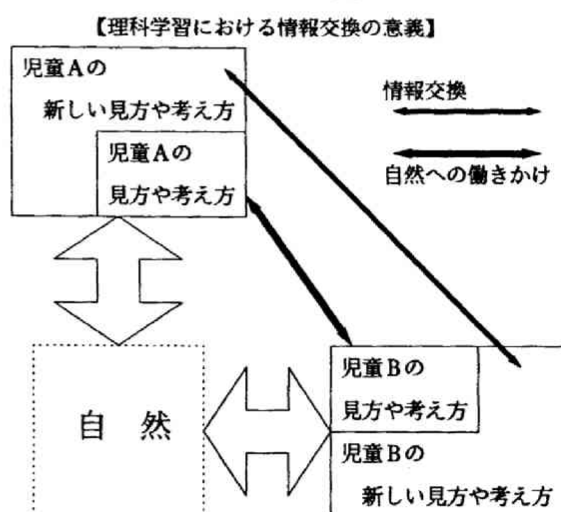 【理科学習における情報交換の意義】
児童Aの
新しい見方や考え方
児童Aの
見方や考え方
情報交換
自然への働きかけ
自 然
児童Bの
見方や考え方
児童Bの
新しい見方や考え方